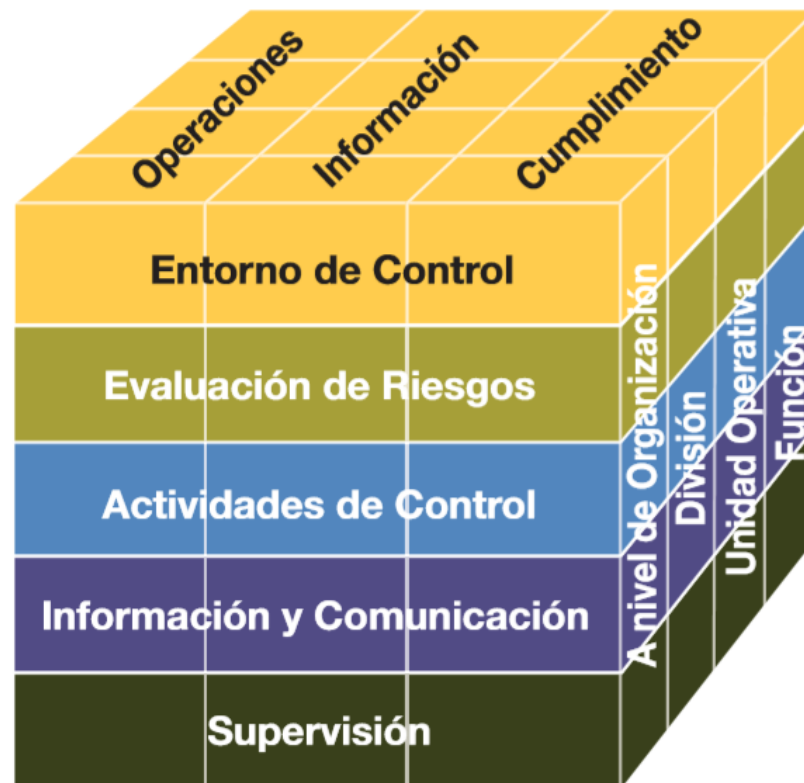 Operaciones
Información
Cumplimiento
Entorno de Control
Evaluación de Riesgos
Actividades de Control
Información y Comunicación
Supervisión
A nivel de Organización
División
Unidad Operativa
Función